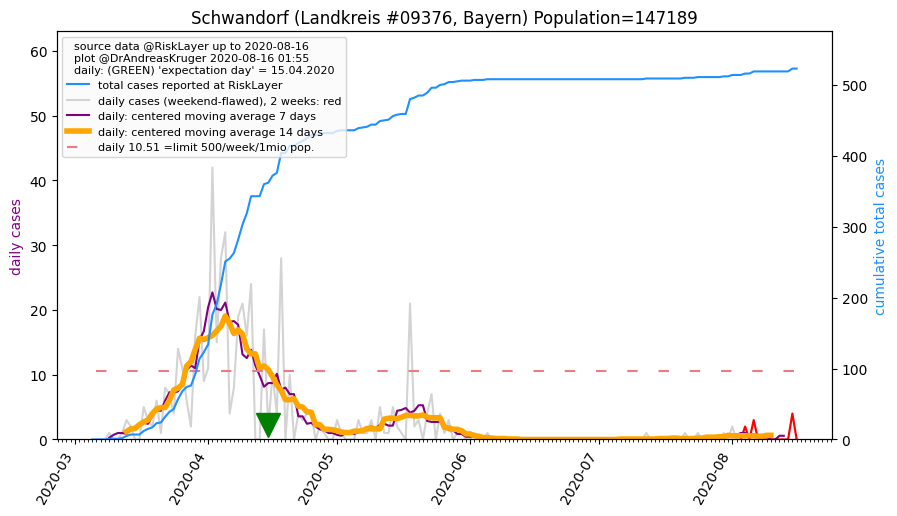 Schwandorf (Landkreis #09376, Bayern) Population=147189
source data @RiskLayer up to 2020-08-16
plot @DrAndreasKruger 2020-08-16 01:55
daily: (GREEN) 'expectation day' = 15.04.2020
total cases reported at RiskLayer
daily cases (weekend-flawed), 2 weeks: red
daily: centered moving average 7 days
daily: centered moving average 14 days
daily 10.51 =limit 500/week/1mio pop.
daily cases
60
50
40
30
20
10
0
cumulative total cases
500
400
300
200
100
0
2020-03
2020-04
2020-05
2020-06
2020-07
2020-08